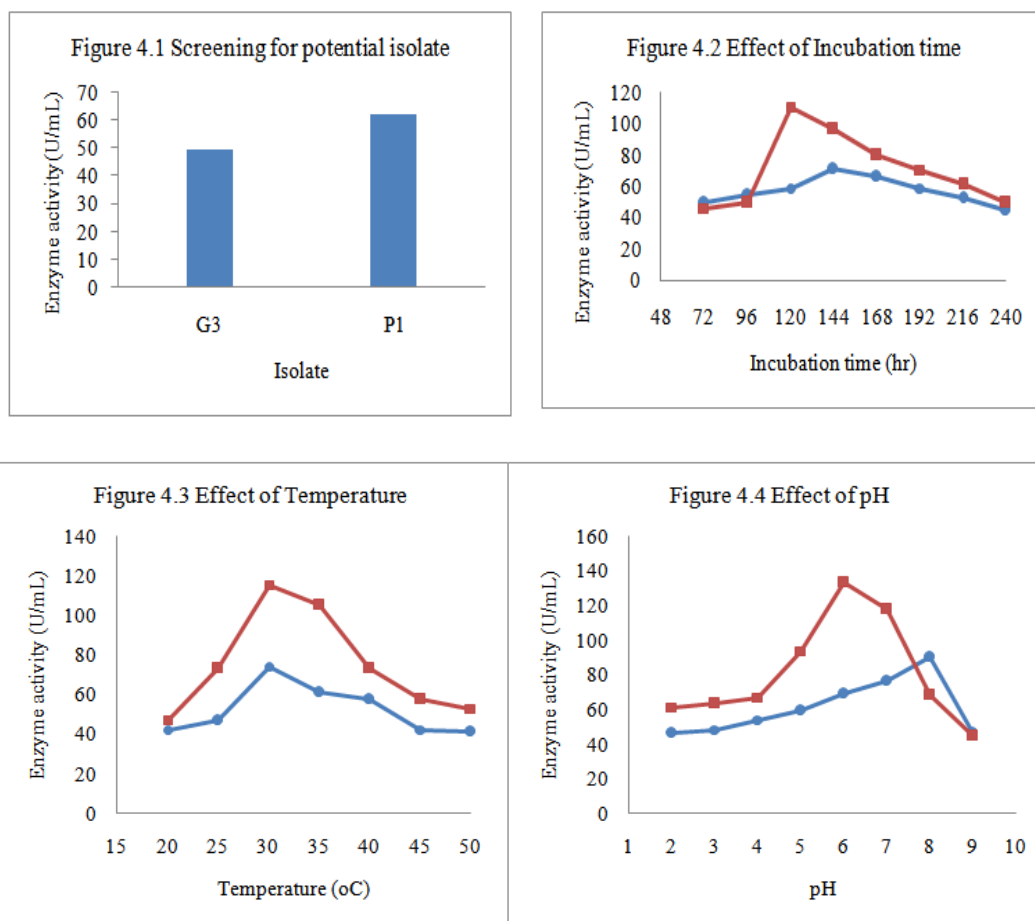 Figure 4.1 Screening for potential isolate
Enzyme activity (U/mL)
70
60
50
40
30
20
10
0
G3 P1
Isolate
Figure 4.2 Effect of Incubation time
Enzyme activity (U/mL)
120
100
80
60
40
20
0
48 72 96 120 144 168 192 216 240
Incubation time (hr)
Figure 4.3 Effect of Temperature
Enzyme activity (U/mL)
140
120
100
80
60
40
20
0
15 20 25 30 35 40 45 50
Temperature (oC)
Figure 4.4 Effect of pH
Enzyme activity (U/mL)
160
140
120
100
80
60
40
20
0
1 2 3 4 5 6 7 8 9 10
pH